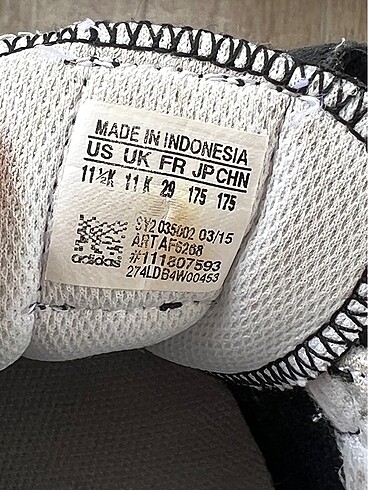 MADE IN INDONESIA
US UK FR JP CHN
11½K 11K 29 175 175
SY2 035002 03/15
ART AF6268
#111807593
274LDB4W00453
adidas